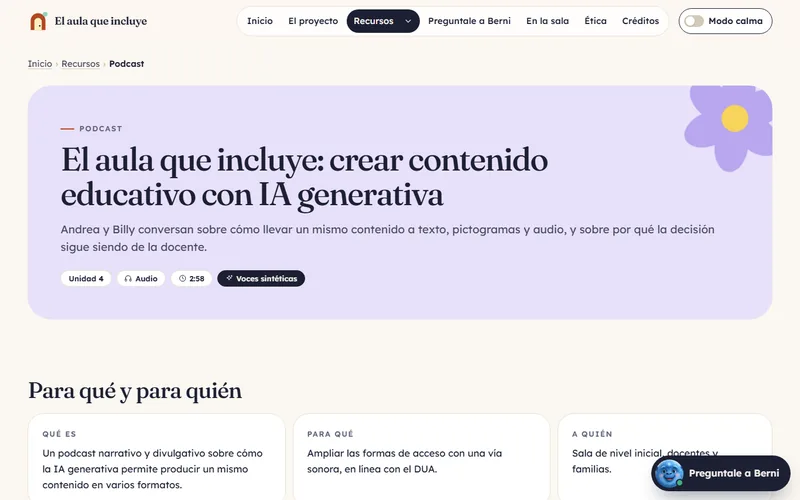 El aula que incluye
Inicio
El proyecto
Recursos
Preguntale a Berni
En la sala
Ética
Créditos
Modo calma
Inicio › Recursos › Podcast
PODCAST
El aula que incluye: crear contenido
educativo con IA generativa
Andrea y Billy conversan sobre cómo llevar un mismo contenido a texto, pictogramas y audio, y sobre por qué la decisión
sigue siendo de la docente.
Unidad 4
Audio
2:58
Voces sintéticas
Para qué y para quién
QUÉ ES
Un podcast narrativo y divulgativo sobre cómo
la IA generativa permite producir un mismo
contenido en varios formatos.
PARA QUÉ
Ampliar las formas de acceso con una vía
sonora, en línea con el DUA.
A QUIÉN
Sala de nivel inicial, docentes y
familias.
Preguntale a Berni